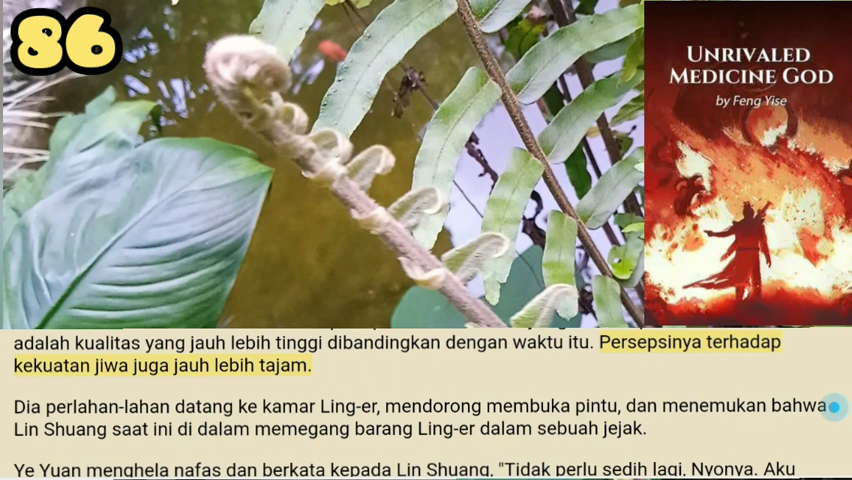 86
UNRIVALED
MEDICINE GOD
by Feng Yise
adalah kualitas yang jauh lebih tinggi dibandingkan dengan waktu itu. Persepsinya terhadap
kekuatan jiwa juga jauh lebih tajam.
Dia perlahan-lahan datang ke kamar Ling-er, mendorong membuka pintu, dan menemukan bahwa
Lin Shuang saat ini di dalam memegang barang Ling-er dalam sebuah jejak.
Ye Yuan menghela nafas dan berkata kepada Lin Shuang, "Tidak perlu sedih lagi, Nyonya. Aku